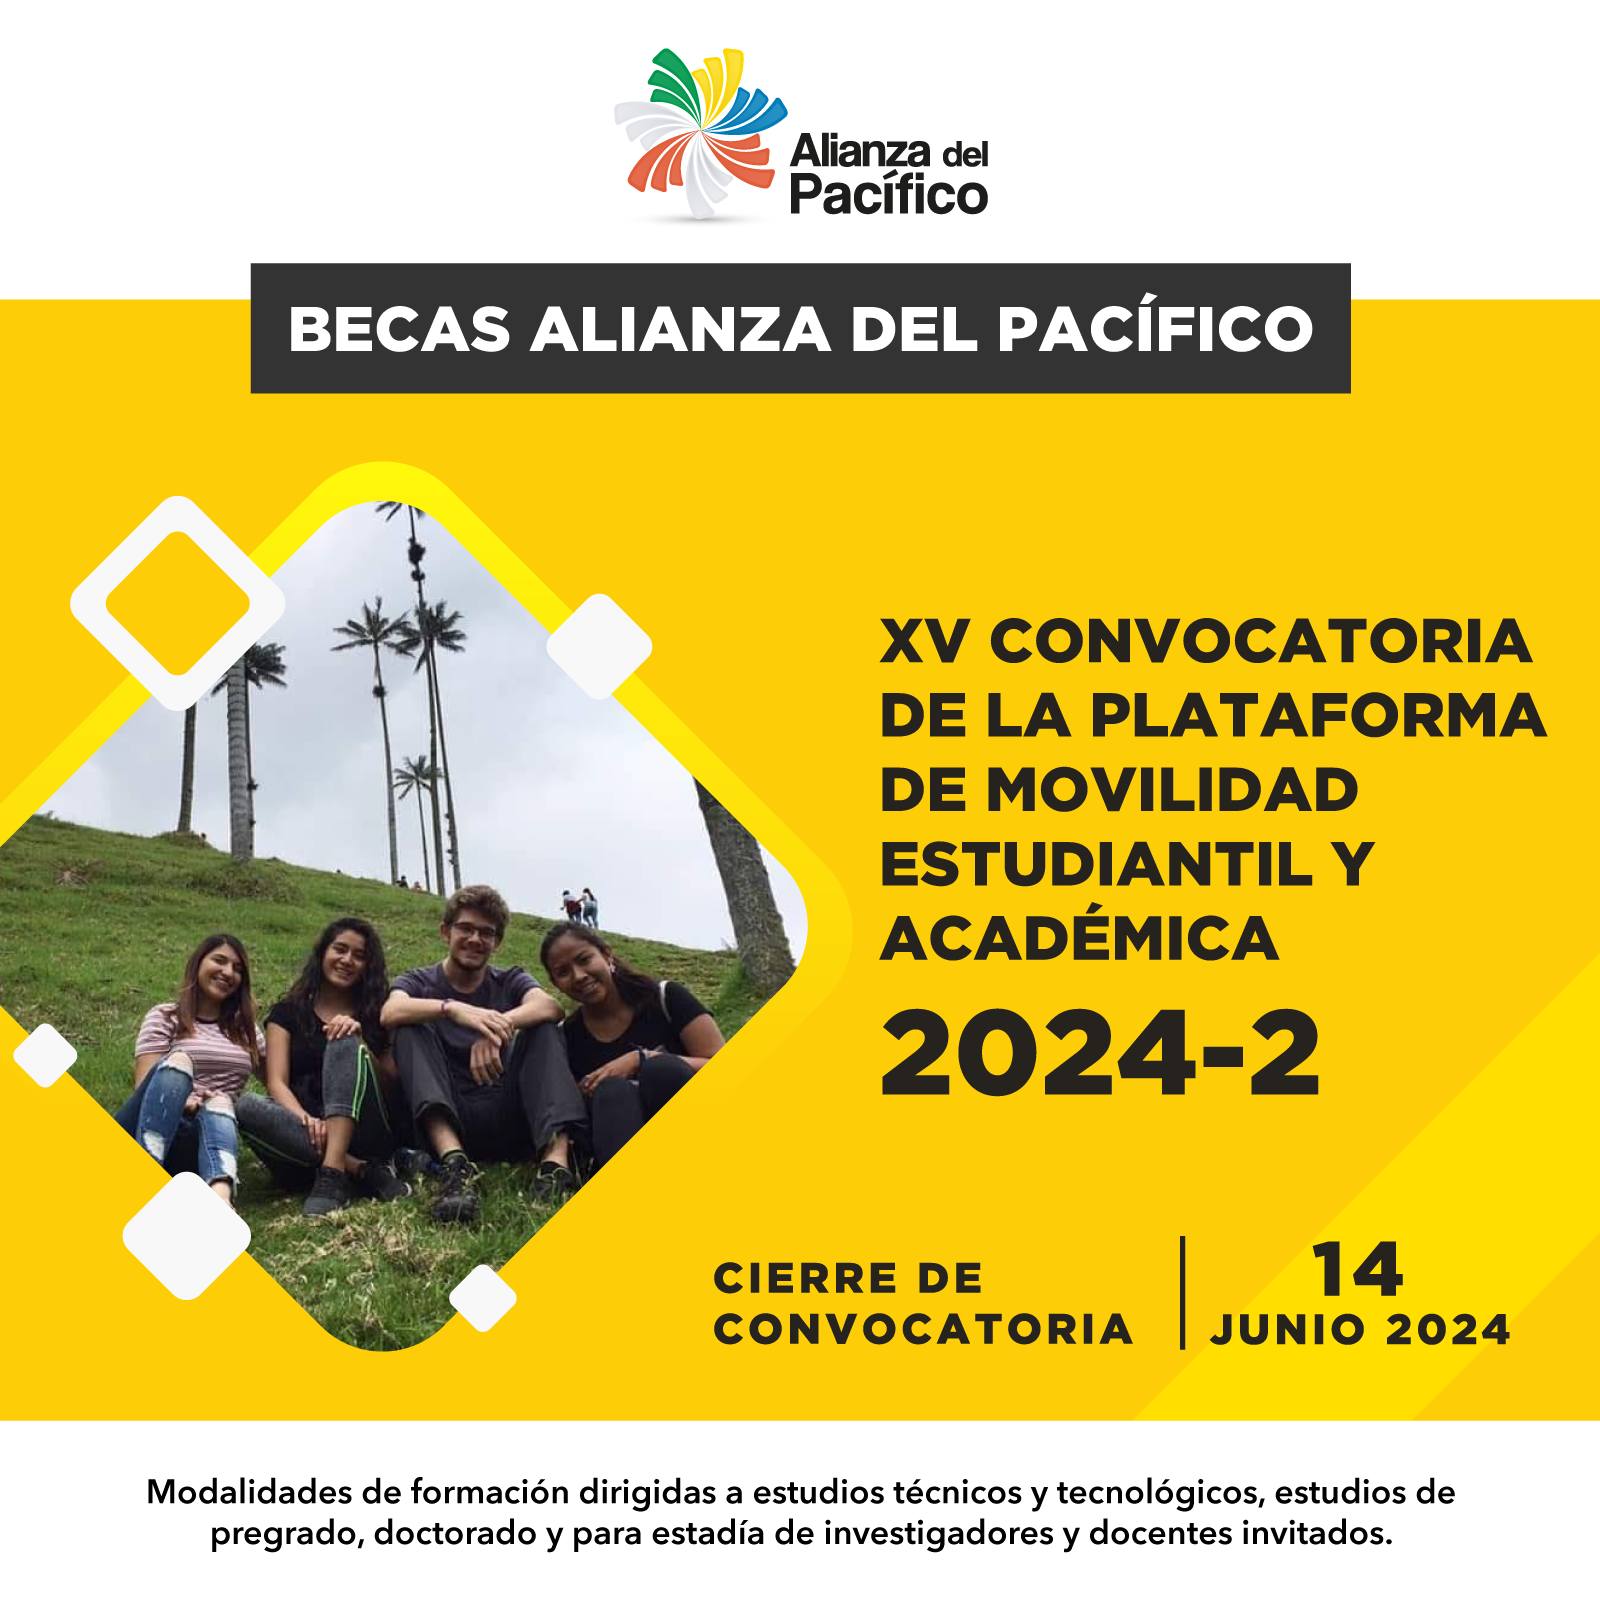 Alianza del
Pacífico
BECAS ALIANZA DEL PACÍFICO
XV CONVOCATORIA
DE LA PLATAFORMA
DE MOVILIDAD
ESTUDIANTIL Y
ACADÉMICA
2024-2
CIERRE DE
CONVOCATORIA
14
JUNIO 2024
Modalidades de formación dirigidas a estudios técnicos y tecnológicos, estudios de
pregrado, doctorado y para estadía de investigadores y docentes invitados.